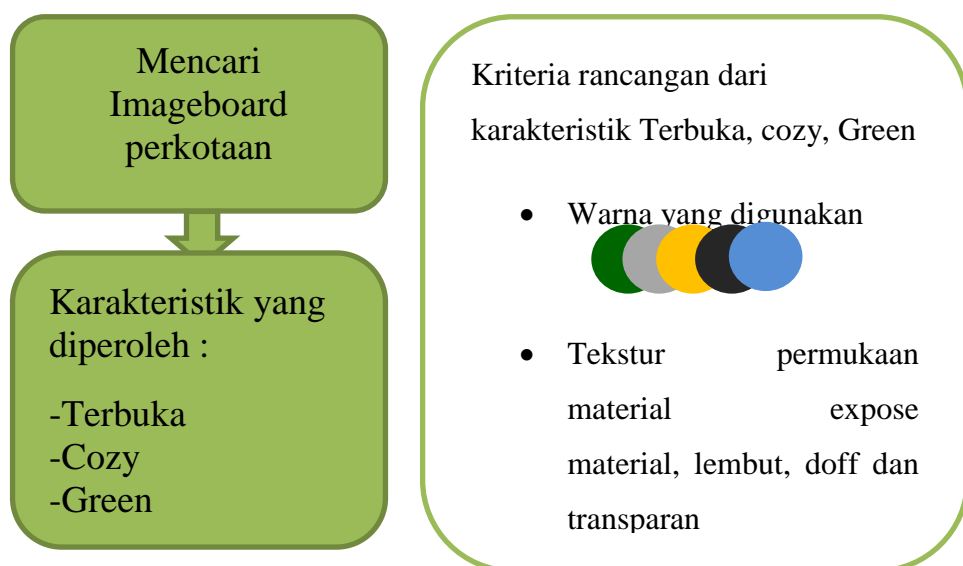 Mencari
Imageboard
perkotaan
Karakteristik yang
diperoleh :
-Terbuka
-Cozy
-Green
Kriteria rancangan dari
karakteristik Terbuka, cozy, Green
• Warna yang digunakan
• Tekstur permukaan
material expose
material, lembut, doff dan
transparan